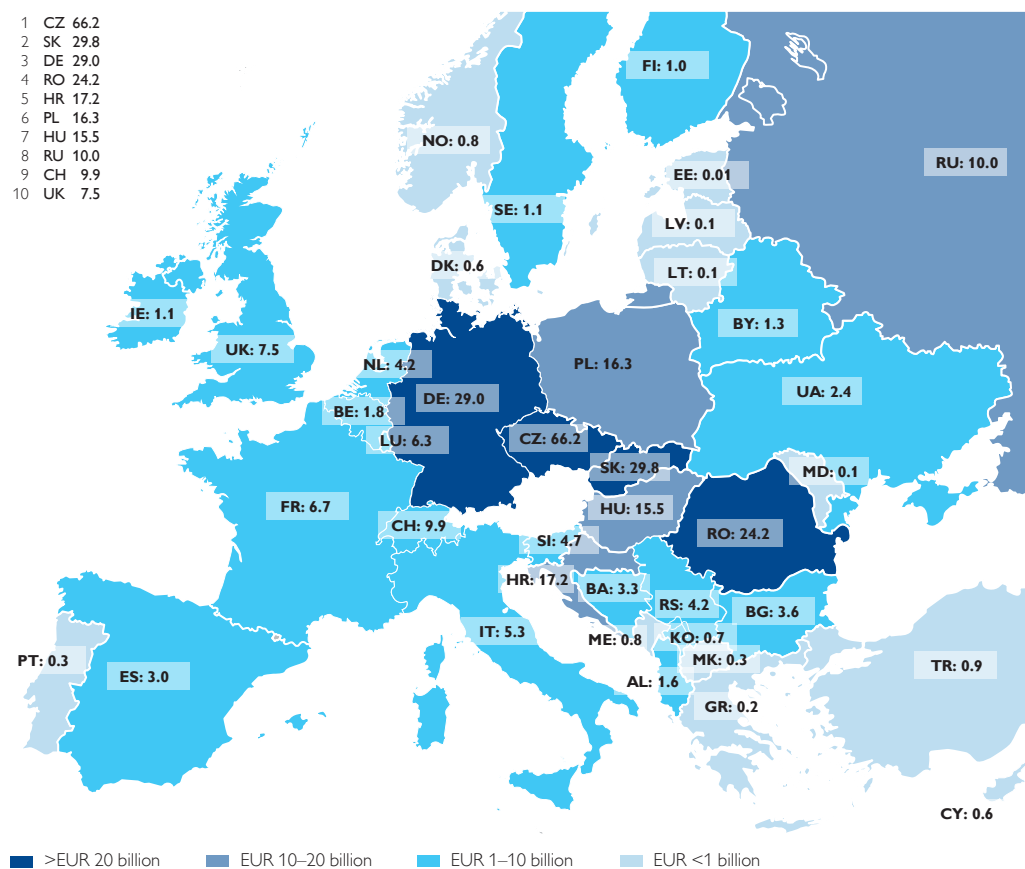 1 CZ 66.2
2 SK 29.8
3 DE 29.0
4 RO 24.2
5 HR 17.2
6 PL 16.3
7 HU 15.5
8 RU 10.0
9 CH 9.9
10 UK 7.5
FI: 1.0
NO: 0.8
RU: 10.0
EE: 0.01
SE: 1.1
LV: 0.1
DK: 0.6
LT: 0.1
IE: 1.1
BY: 1.3
UK: 7.5
NL: 4.2
PL: 16.3
UA: 2.4
DE: 29.0
BE: 1.8
LU: 6.3
CZ: 66.2
SK: 29.8
MD: 0.1
FR: 6.7
HU: 15.5
CH: 9.9
RO: 24.2
SI: 4.7
HR: 17.2
BA: 3.3
RS: 4.2
BG: 3.6
IT: 5.3
ME: 0.8
KO: 0.7
PT: 0.3
MK: 0.3
TR: 0.9
ES: 3.0
AL: 1.6
GR: 0.2
CY: 0.6
>EUR 20 billion
EUR 10–20 billion
EUR 1–10 billion
EUR <1 billion